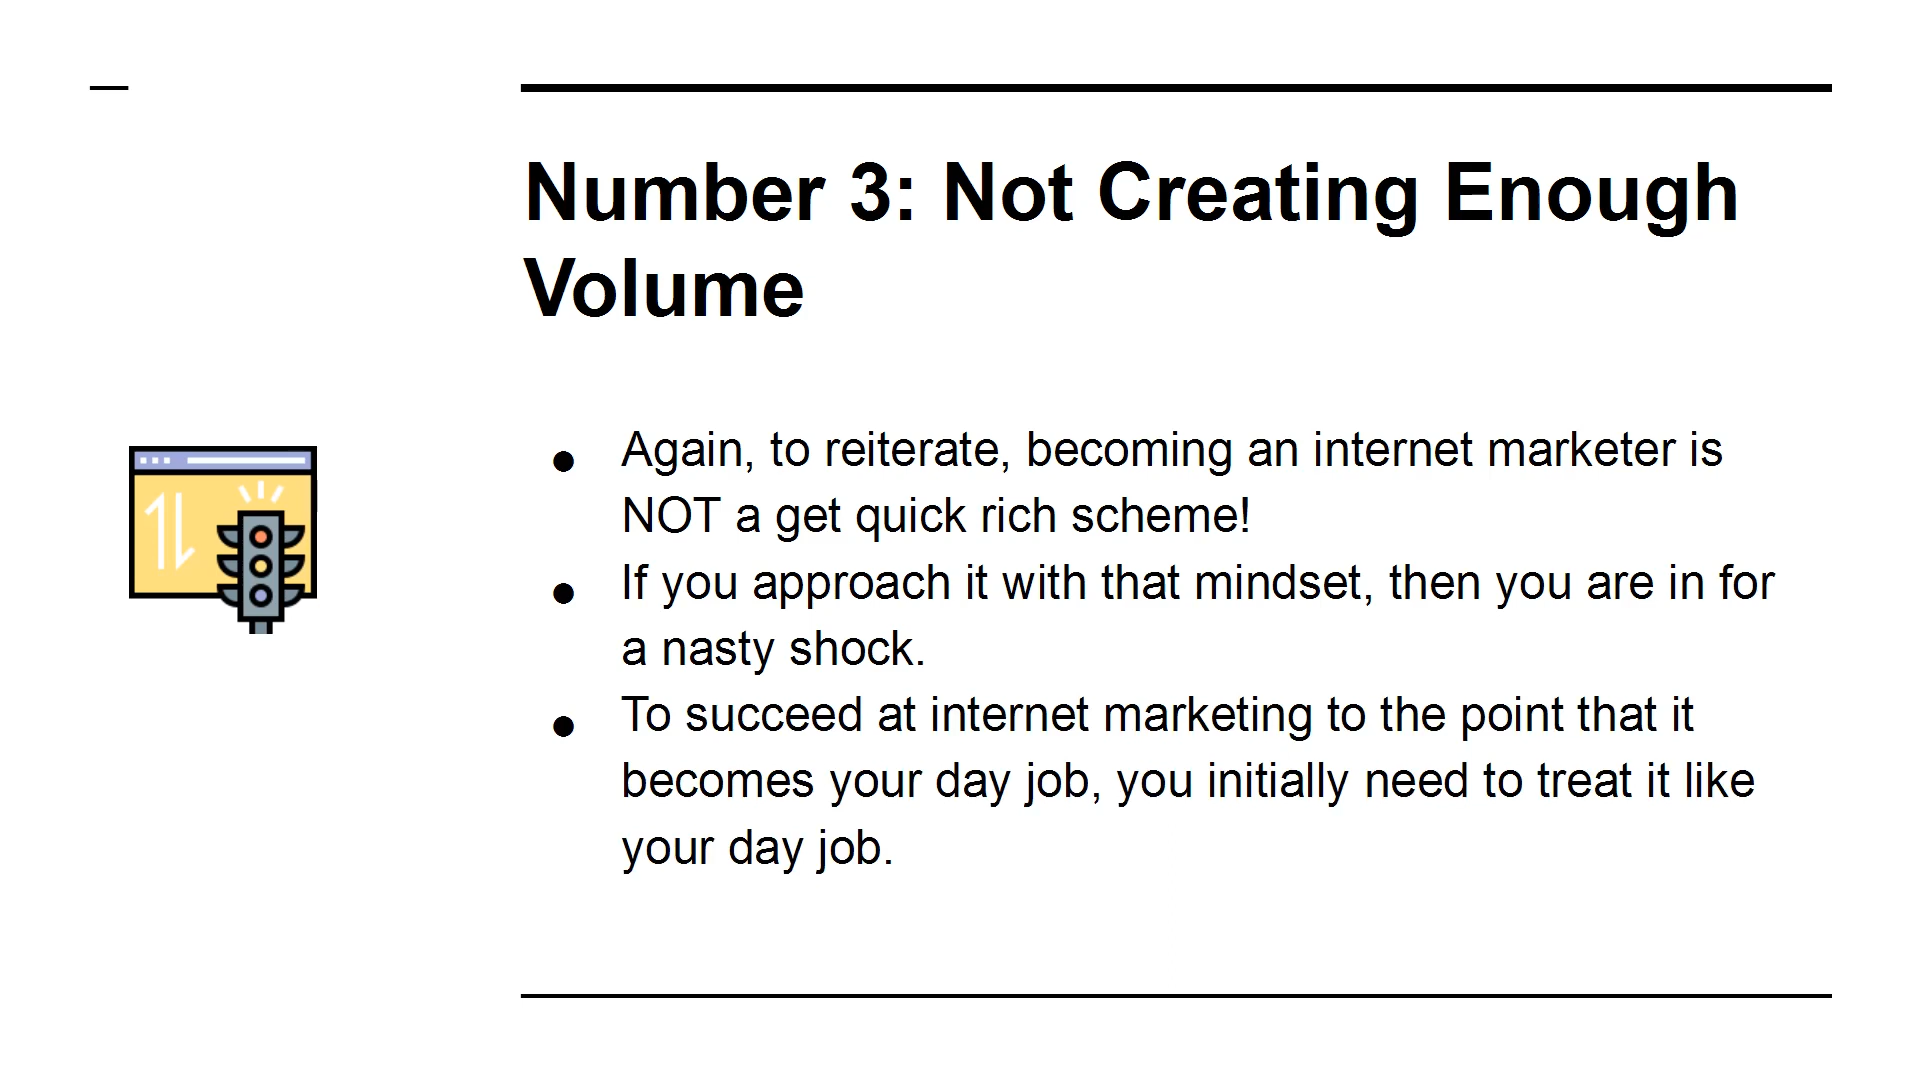 Number 3: Not Creating Enough
Volume
● Again, to reiterate, becoming an internet marketer is
NOT a get quick rich scheme!
● If you approach it with that mindset, then you are in for
a nasty shock.
● To succeed at internet marketing to the point that it
becomes your day job, you initially need to treat it like
your day job.